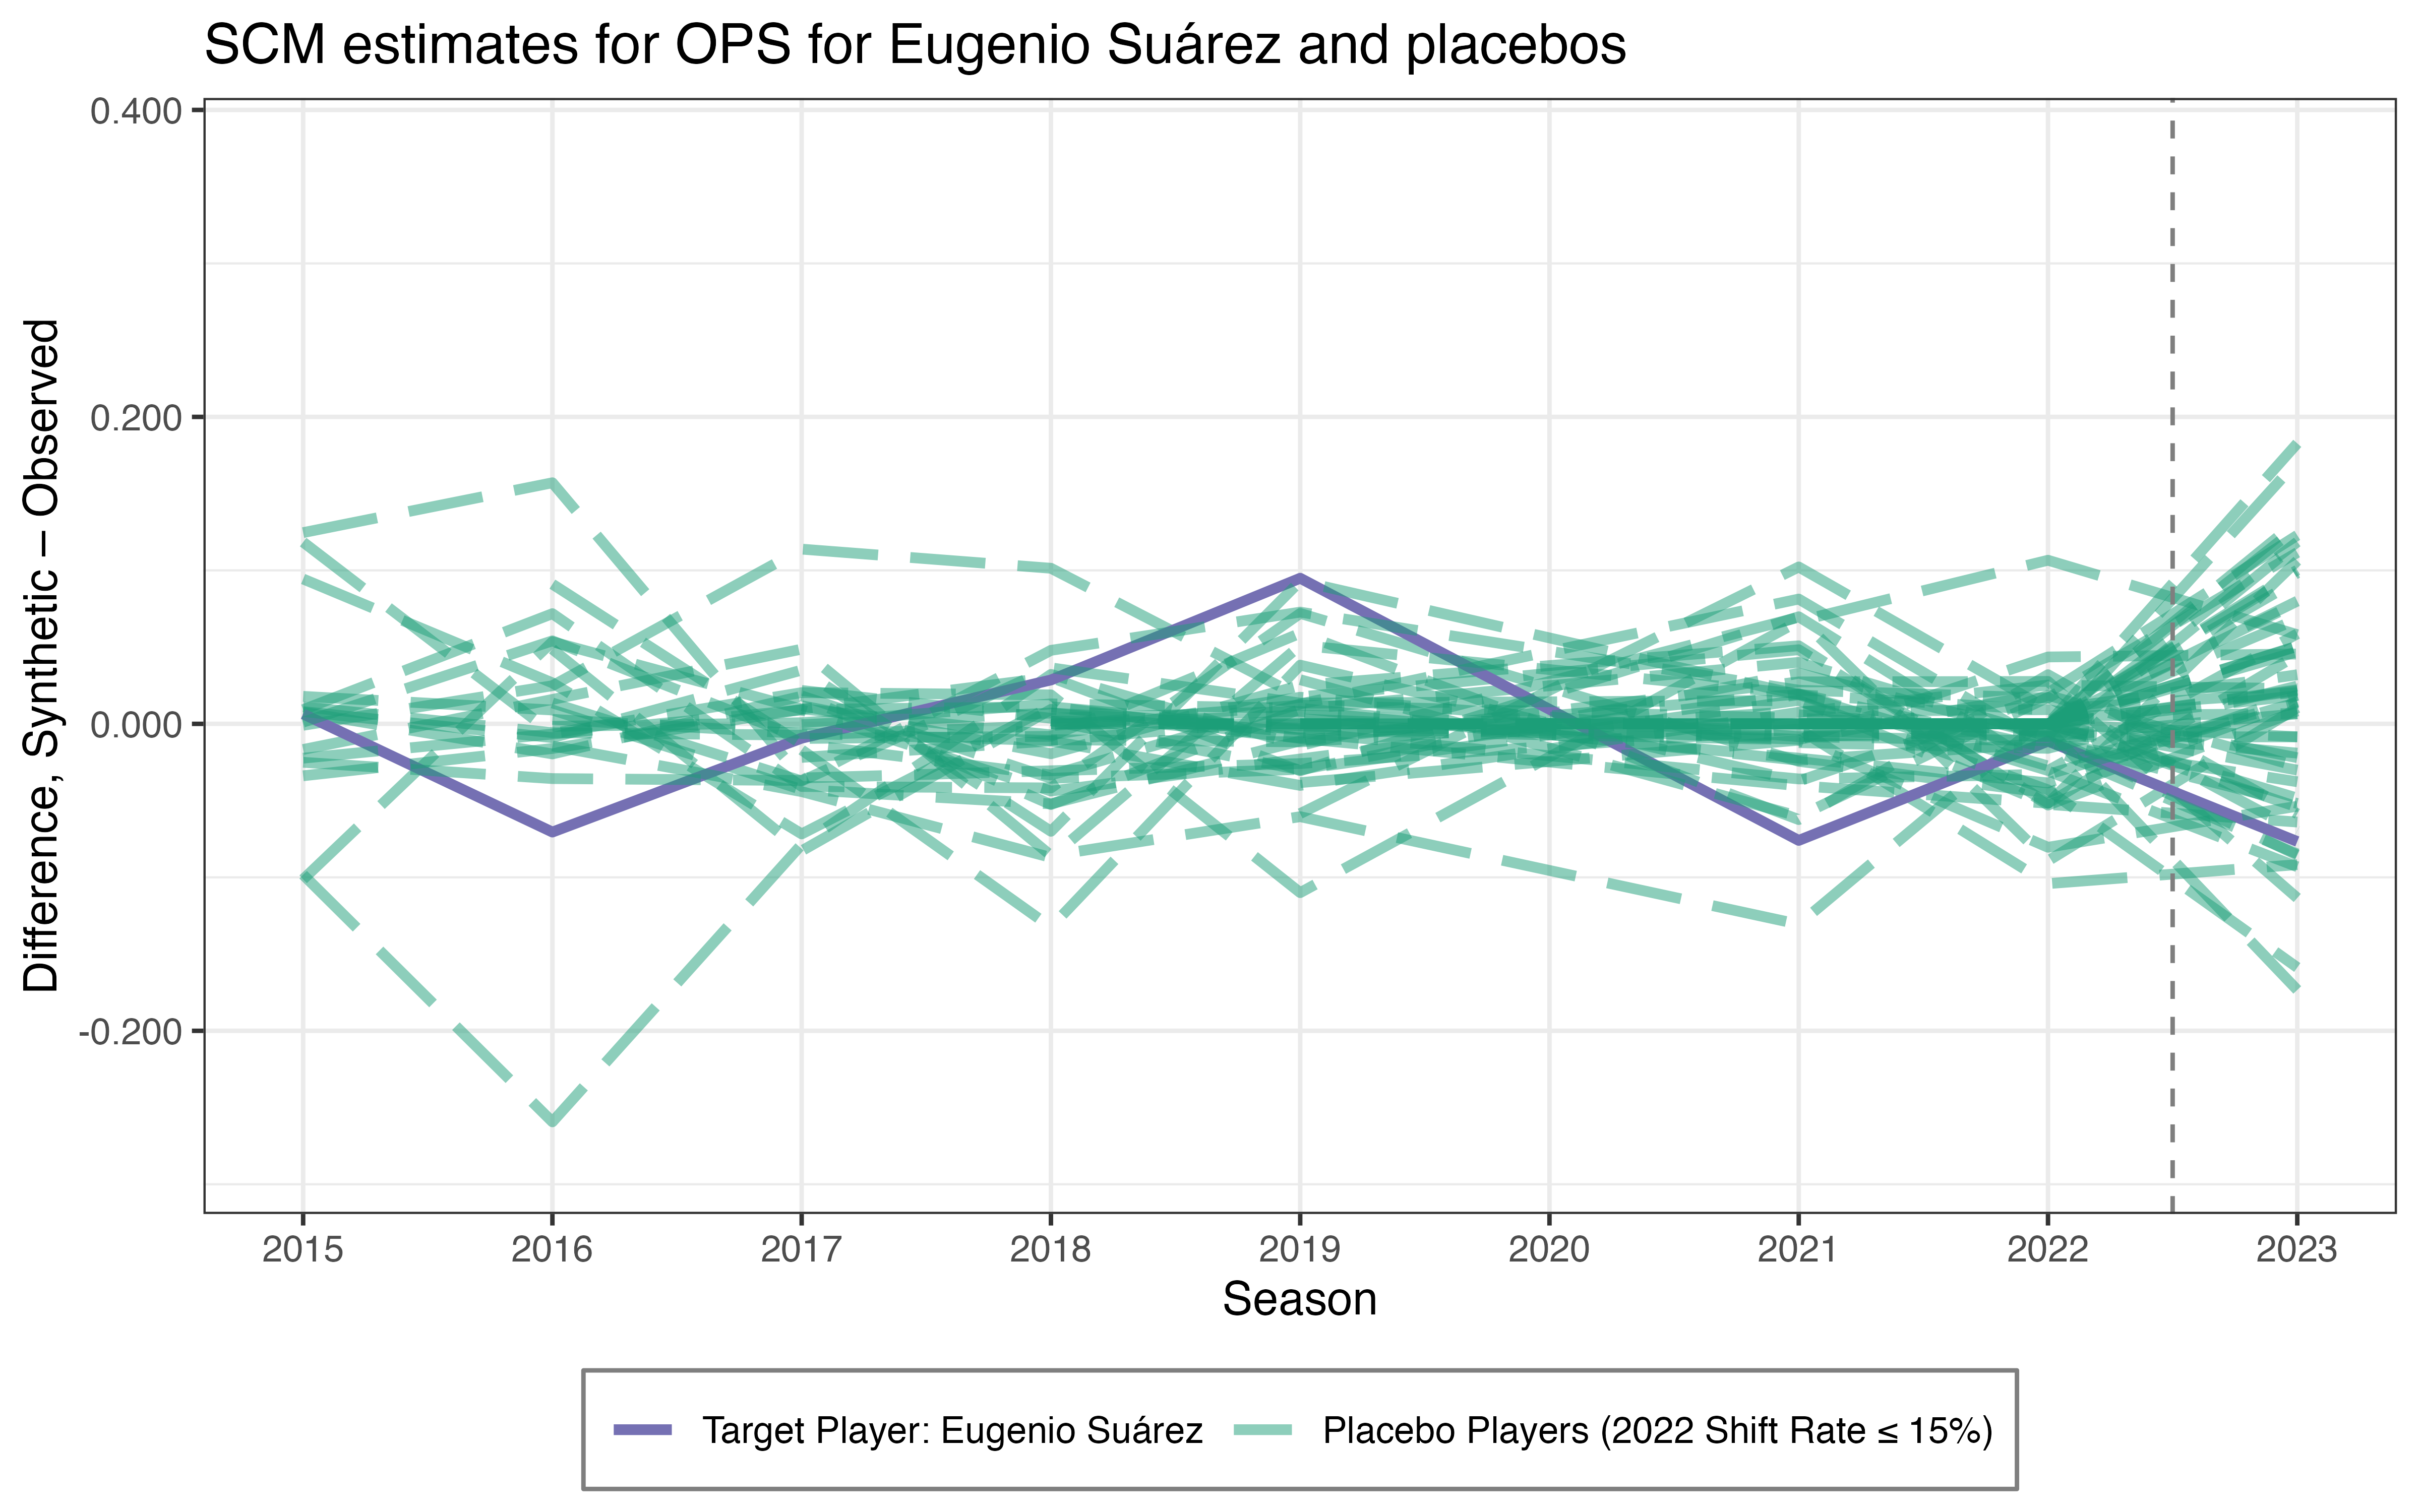 SCM estimates for OPS for Eugenio Suárez and placebos
Difference, Synthetic − Observed
0.400
0.200
0.000
-0.200
2015 2016 2017 2018 2019 2020 2021 2022 2023
Season
Target Player: Eugenio Suárez Placebo Players (2022 Shift Rate ≤ 15%)